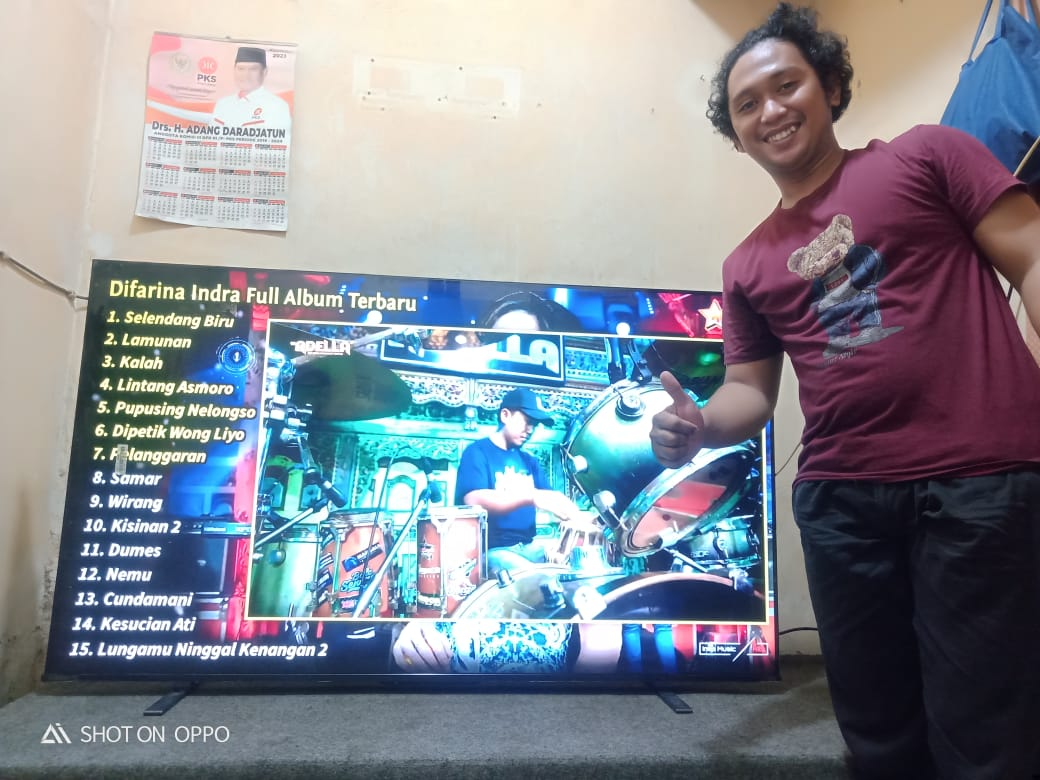 2023
PKS
Drs. H. ADANG DARADJATUN
Difarina Indra Full Album Terbaru
1. Selendang Biru
2. Lamunan
3. Kalah
4. Lintang Asmoro
5. Pupusing Nelongso
6. Dipetik Wong Liyo
7. Pelanggaran
8. Samar
9. Wirang
10. Kisinan 2
11. Dumes
12. Nemu
13. Cundamani
14. Kesucian Ati
15. Lungamu Ninggal Kenangan 2
ADELLA
SHOT ON OPPO